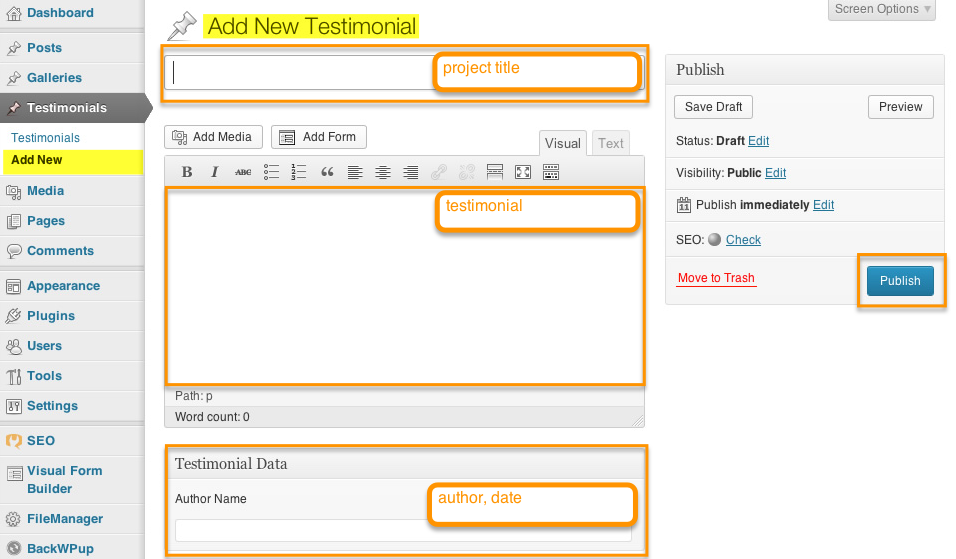 Dashboard
Posts
Galleries
Testimonials
Testimonials
Add New
Media
Pages
Comments
Appearance
Plugins
Users
Tools
Settings
SEO
Visual Form
Builder
FileManager
BackWPup
Screen Options
Add New Testimonial
project title
Add Media
Add Form
Visual
Text
B I ABC
testimonial
Path: p
Word count: 0
Testimonial Data
Author Name
author, date
Publish
Save Draft
Preview
Status: Draft Edit
Visibility: Public Edit
11 Publish immediately Edit
SEO: Check
Move to Trash
Publish